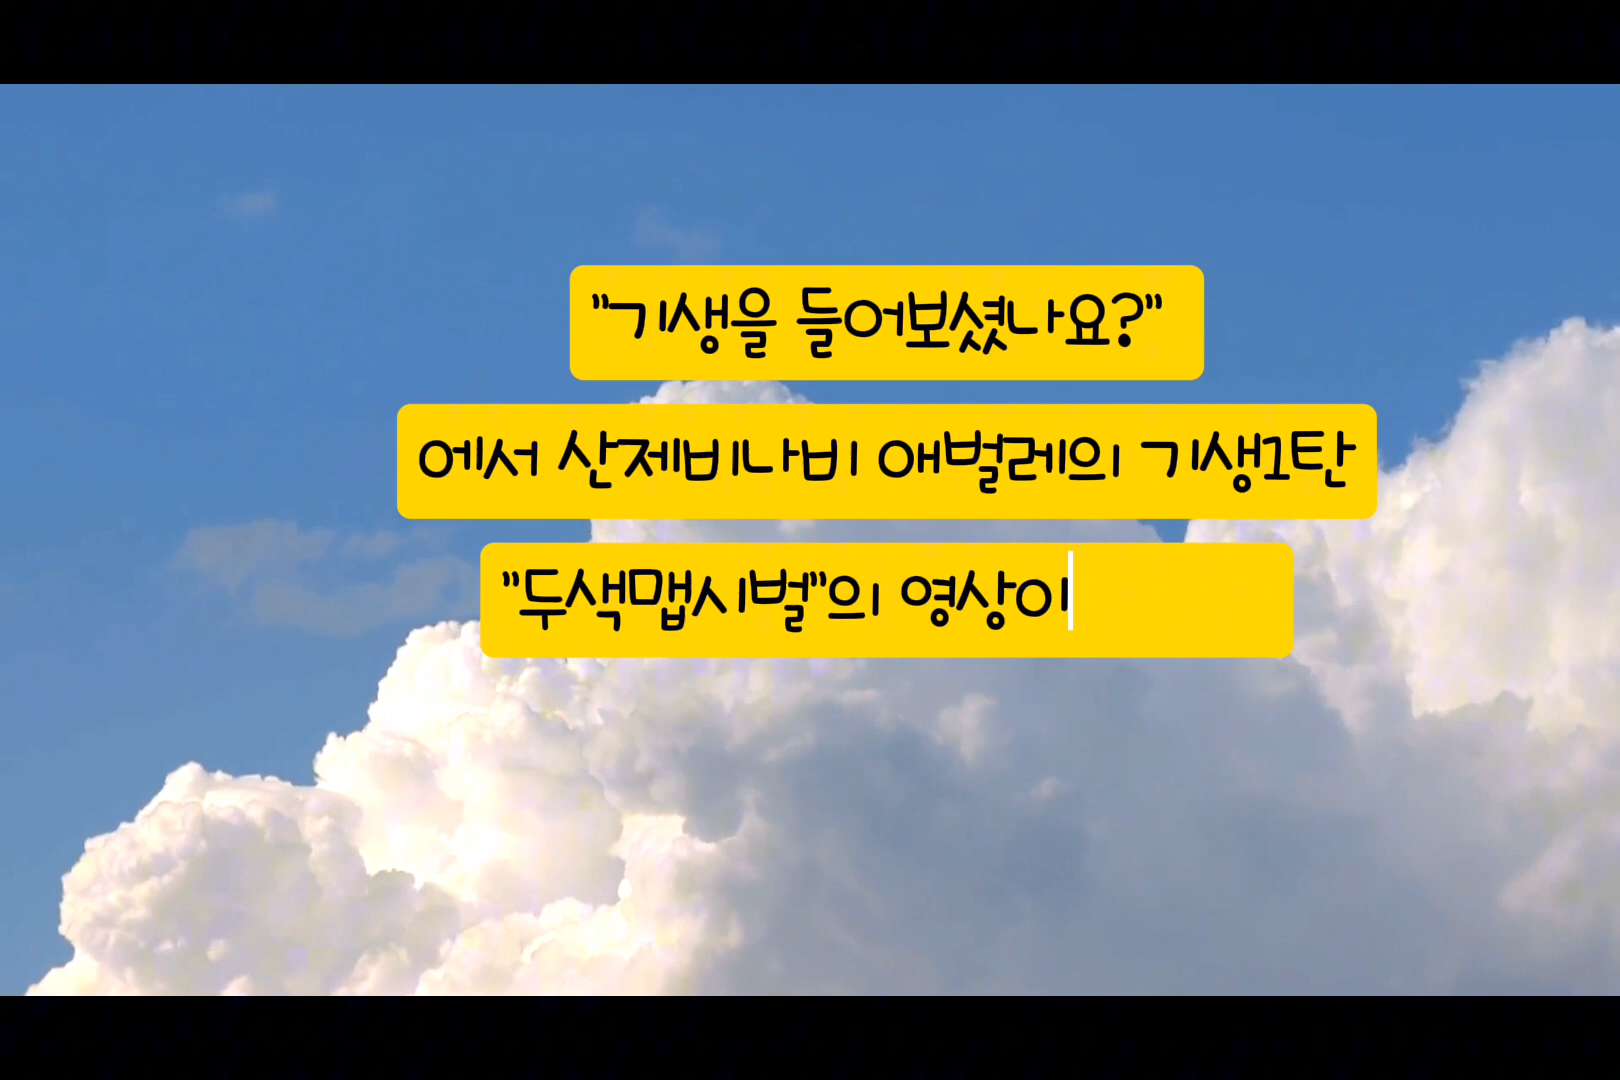 "기생을 들어보셨나요?"
에서 산제비나비 애벌레의 기생1탄
"두색맵시벌"의 영상이